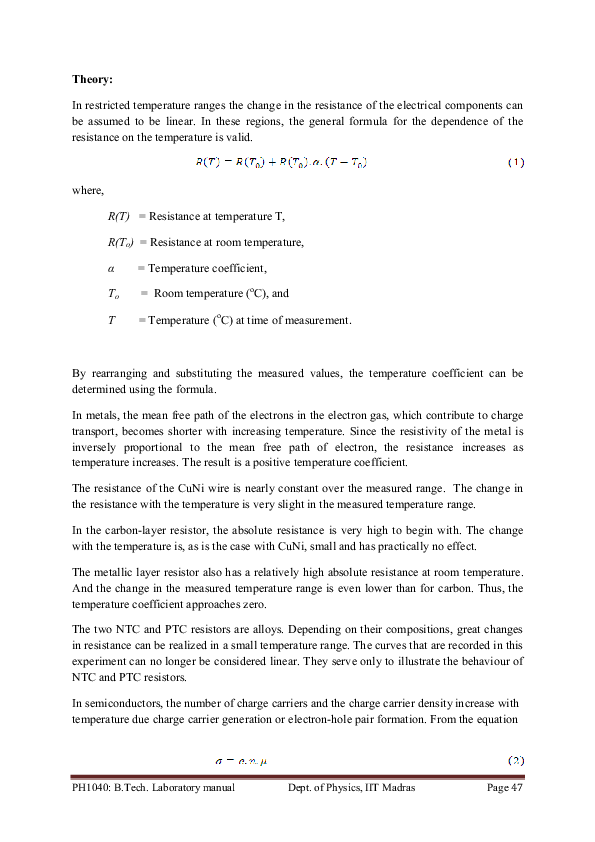 Theory:
In restricted temperature ranges the change in the resistance of the electrical components can
be assumed to be linear. In these regions, the general formula for the dependence of the
resistance on the temperature is valid.
R(T) = R(T₀) + R(T₀).α.(T − T₀) (1)
where,
R(T) = Resistance at temperature T,
R(Tₒ) = Resistance at room temperature,
α = Temperature coefficient,
Tₒ = Room temperature (ºC), and
T = Temperature (ºC) at time of measurement.
By rearranging and substituting the measured values, the temperature coefficient can be
determined using the formula.
In metals, the mean free path of the electrons in the electron gas, which contribute to charge
transport, becomes shorter with increasing temperature. Since the resistivity of the metal is
inversely proportional to the mean free path of electron, the resistance increases as
temperature increases. The result is a positive temperature coefficient.
The resistance of the CuNi wire is nearly constant over the measured range. The change in
the resistance with the temperature is very slight in the measured temperature range.
In the carbon-layer resistor, the absolute resistance is very high to begin with. The change
with the temperature is, as is the case with CuNi, small and has practically no effect.
The metallic layer resistor also has a relatively high absolute resistance at room temperature.
And the change in the measured temperature range is even lower than for carbon. Thus, the
temperature coefficient approaches zero.
The two NTC and PTC resistors are alloys. Depending on their compositions, great changes
in resistance can be realized in a small temperature range. The curves that are recorded in this
experiment can no longer be considered linear. They serve only to illustrate the behaviour of
NTC and PTC resistors.
In semiconductors, the number of charge carriers and the charge carrier density increase with
temperature due charge carrier generation or electron-hole pair formation. From the equation
σ = e.n.μ (2)
PH1040: B.Tech. Laboratory manual Dept. of Physics, IIT Madras Page 47